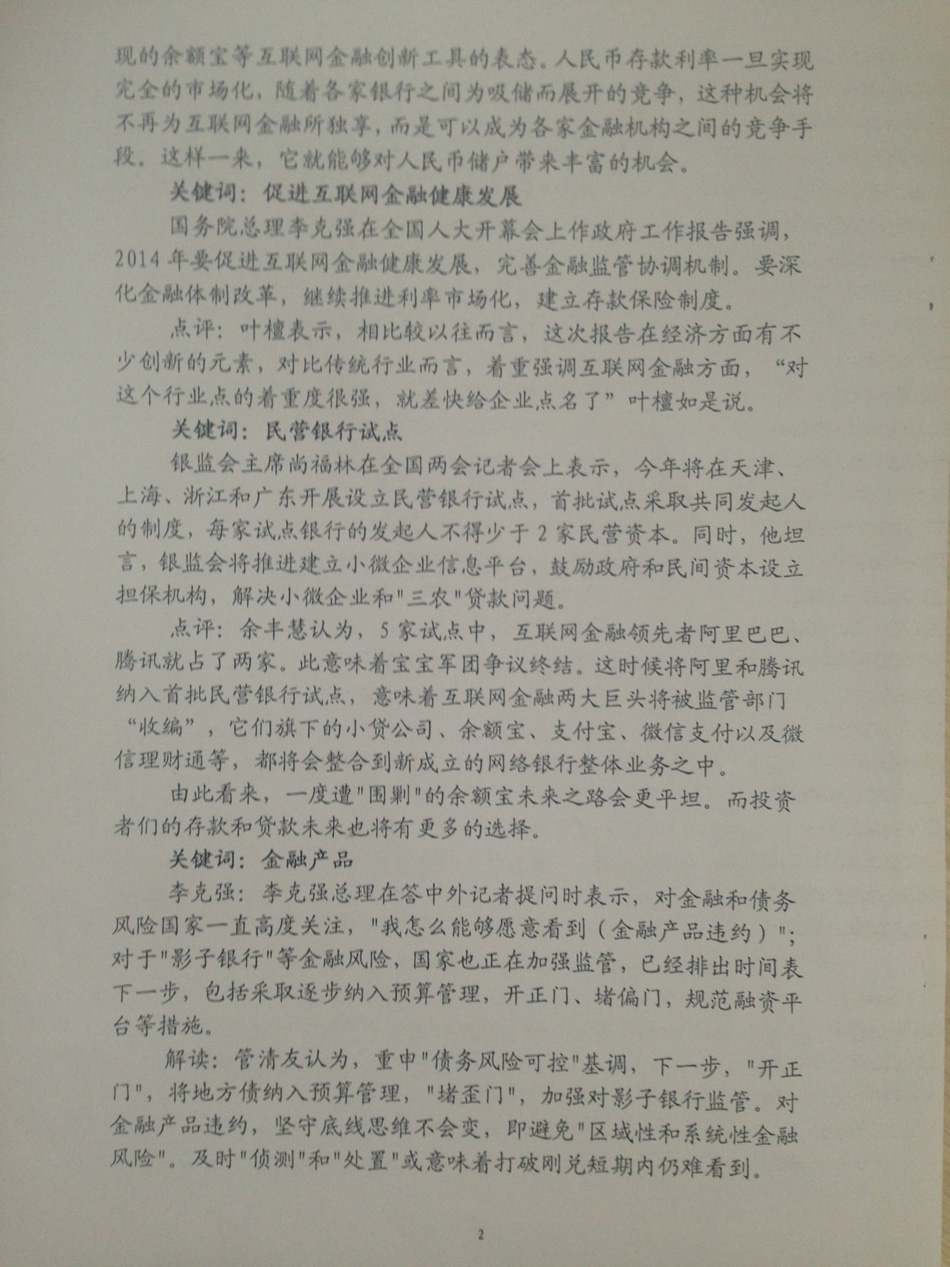 现的余额宝等互联网金融创新工具的表态。人民币存款利率一旦实现
完全的市场化，随着各家银行之间为吸储而展开的竞争，这种机会将
不再为互联网金融所独享，而是可以成为各家金融机构之间的竞争手
段。这样一来，它就能够对人民币储户带来丰富的机会。
关键词：促进互联网金融健康发展
国务院总理李克强在全国人大开幕会上作政府工作报告强调，
2014 年要促进互联网金融健康发展，完善金融监管协调机制。要深
化金融体制改革，继续推进利率市场化，建立存款保险制度。
点评：叶檀表示，相比较以往而言，这次报告在经济方面有不
少创新的元素，对比传统行业而言，着重强调互联网金融方面，“对
这个行业点的着重度很强，就差快给企业点名了”叶檀如是说。
关键词：民营银行试点
银监会主席尚福林在全国两会记者会上表示，今年将在天津、
上海、浙江和广东开展设立民营银行试点，首批试点采取共同发起人
的制度，每家试点银行的发起人不得少于 2 家民营资本。同时，他坦
言，银监会将推进建立小微企业信息平台，鼓励政府和民间资本设立
担保机构，解决小微企业和"三农"贷款问题。
点评：余丰慧认为，5 家试点中，互联网金融领先者阿里巴巴、
腾讯就占了两家。此意味着宝宝军团争议终结。这时候将阿里和腾讯
纳入首批民营银行试点，意味着互联网金融两大巨头将被监管部门
“收编”，它们旗下的小贷公司、余额宝、支付宝、微信支付以及微
信理财通等，都将会整合到新成立的网络银行整体业务之中。
由此看来，一度遭"围剿"的余额宝未来之路会更平坦。而投资
者们的存款和贷款未来也将有更多的选择。
关键词：金融产品
李克强：李克强总理在答中外记者提问时表示，对金融和债务
风险国家一直高度关注，"我怎么能够愿意看到（金融产品违约）"；
对于"影子银行"等金融风险，国家也正在加强监管，已经排出时间表
下一步，包括采取逐步纳入预算管理，开正门、堵偏门，规范融资平
台等措施。
解读：管清友认为，重申"债务风险可控"基调，下一步，"开正
门"，将地方债纳入预算管理，"堵歪门"，加强对影子银行监管。对
金融产品违约，坚守底线思维不会变，即避免"区域性和系统性金融
风险"。及时"侦测"和"处置"或意味着打破刚兑短期内仍难看到。
2